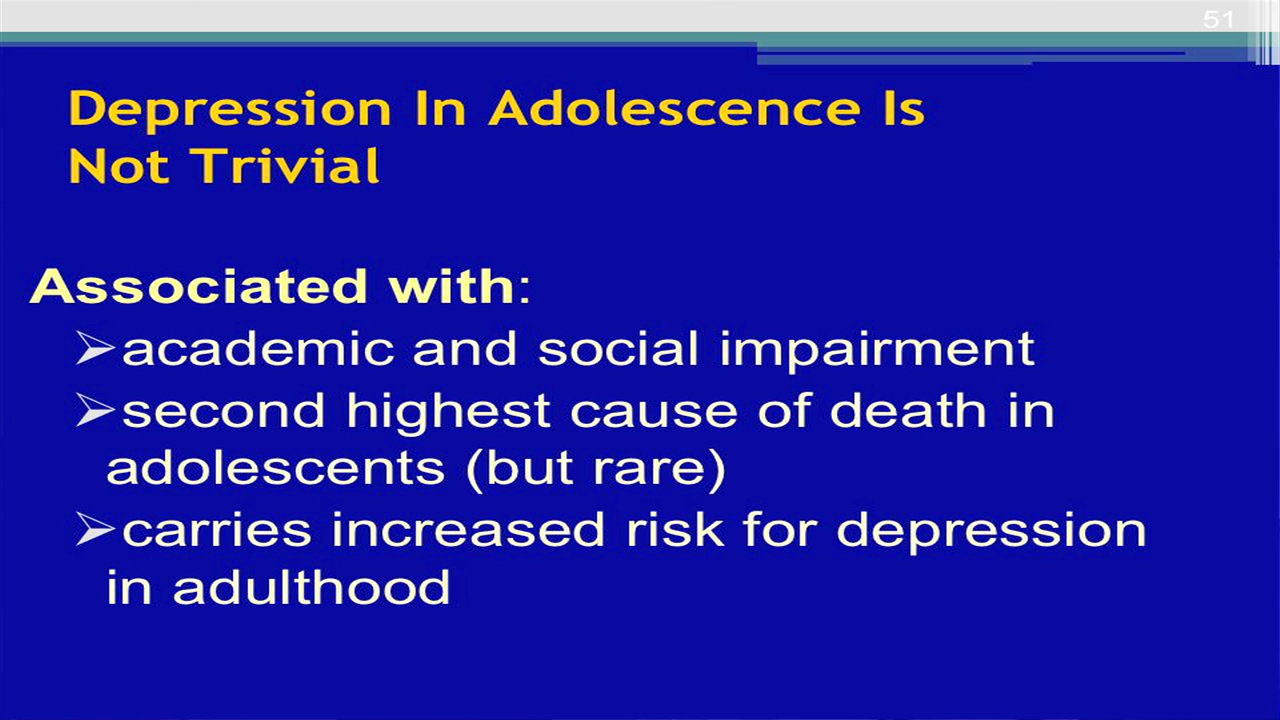 51
Depression In Adolescence Is
Not Trivial
Associated with:
➢academic and social impairment
➢second highest cause of death in
adolescents (but rare)
➢carries increased risk for depression
in adulthood